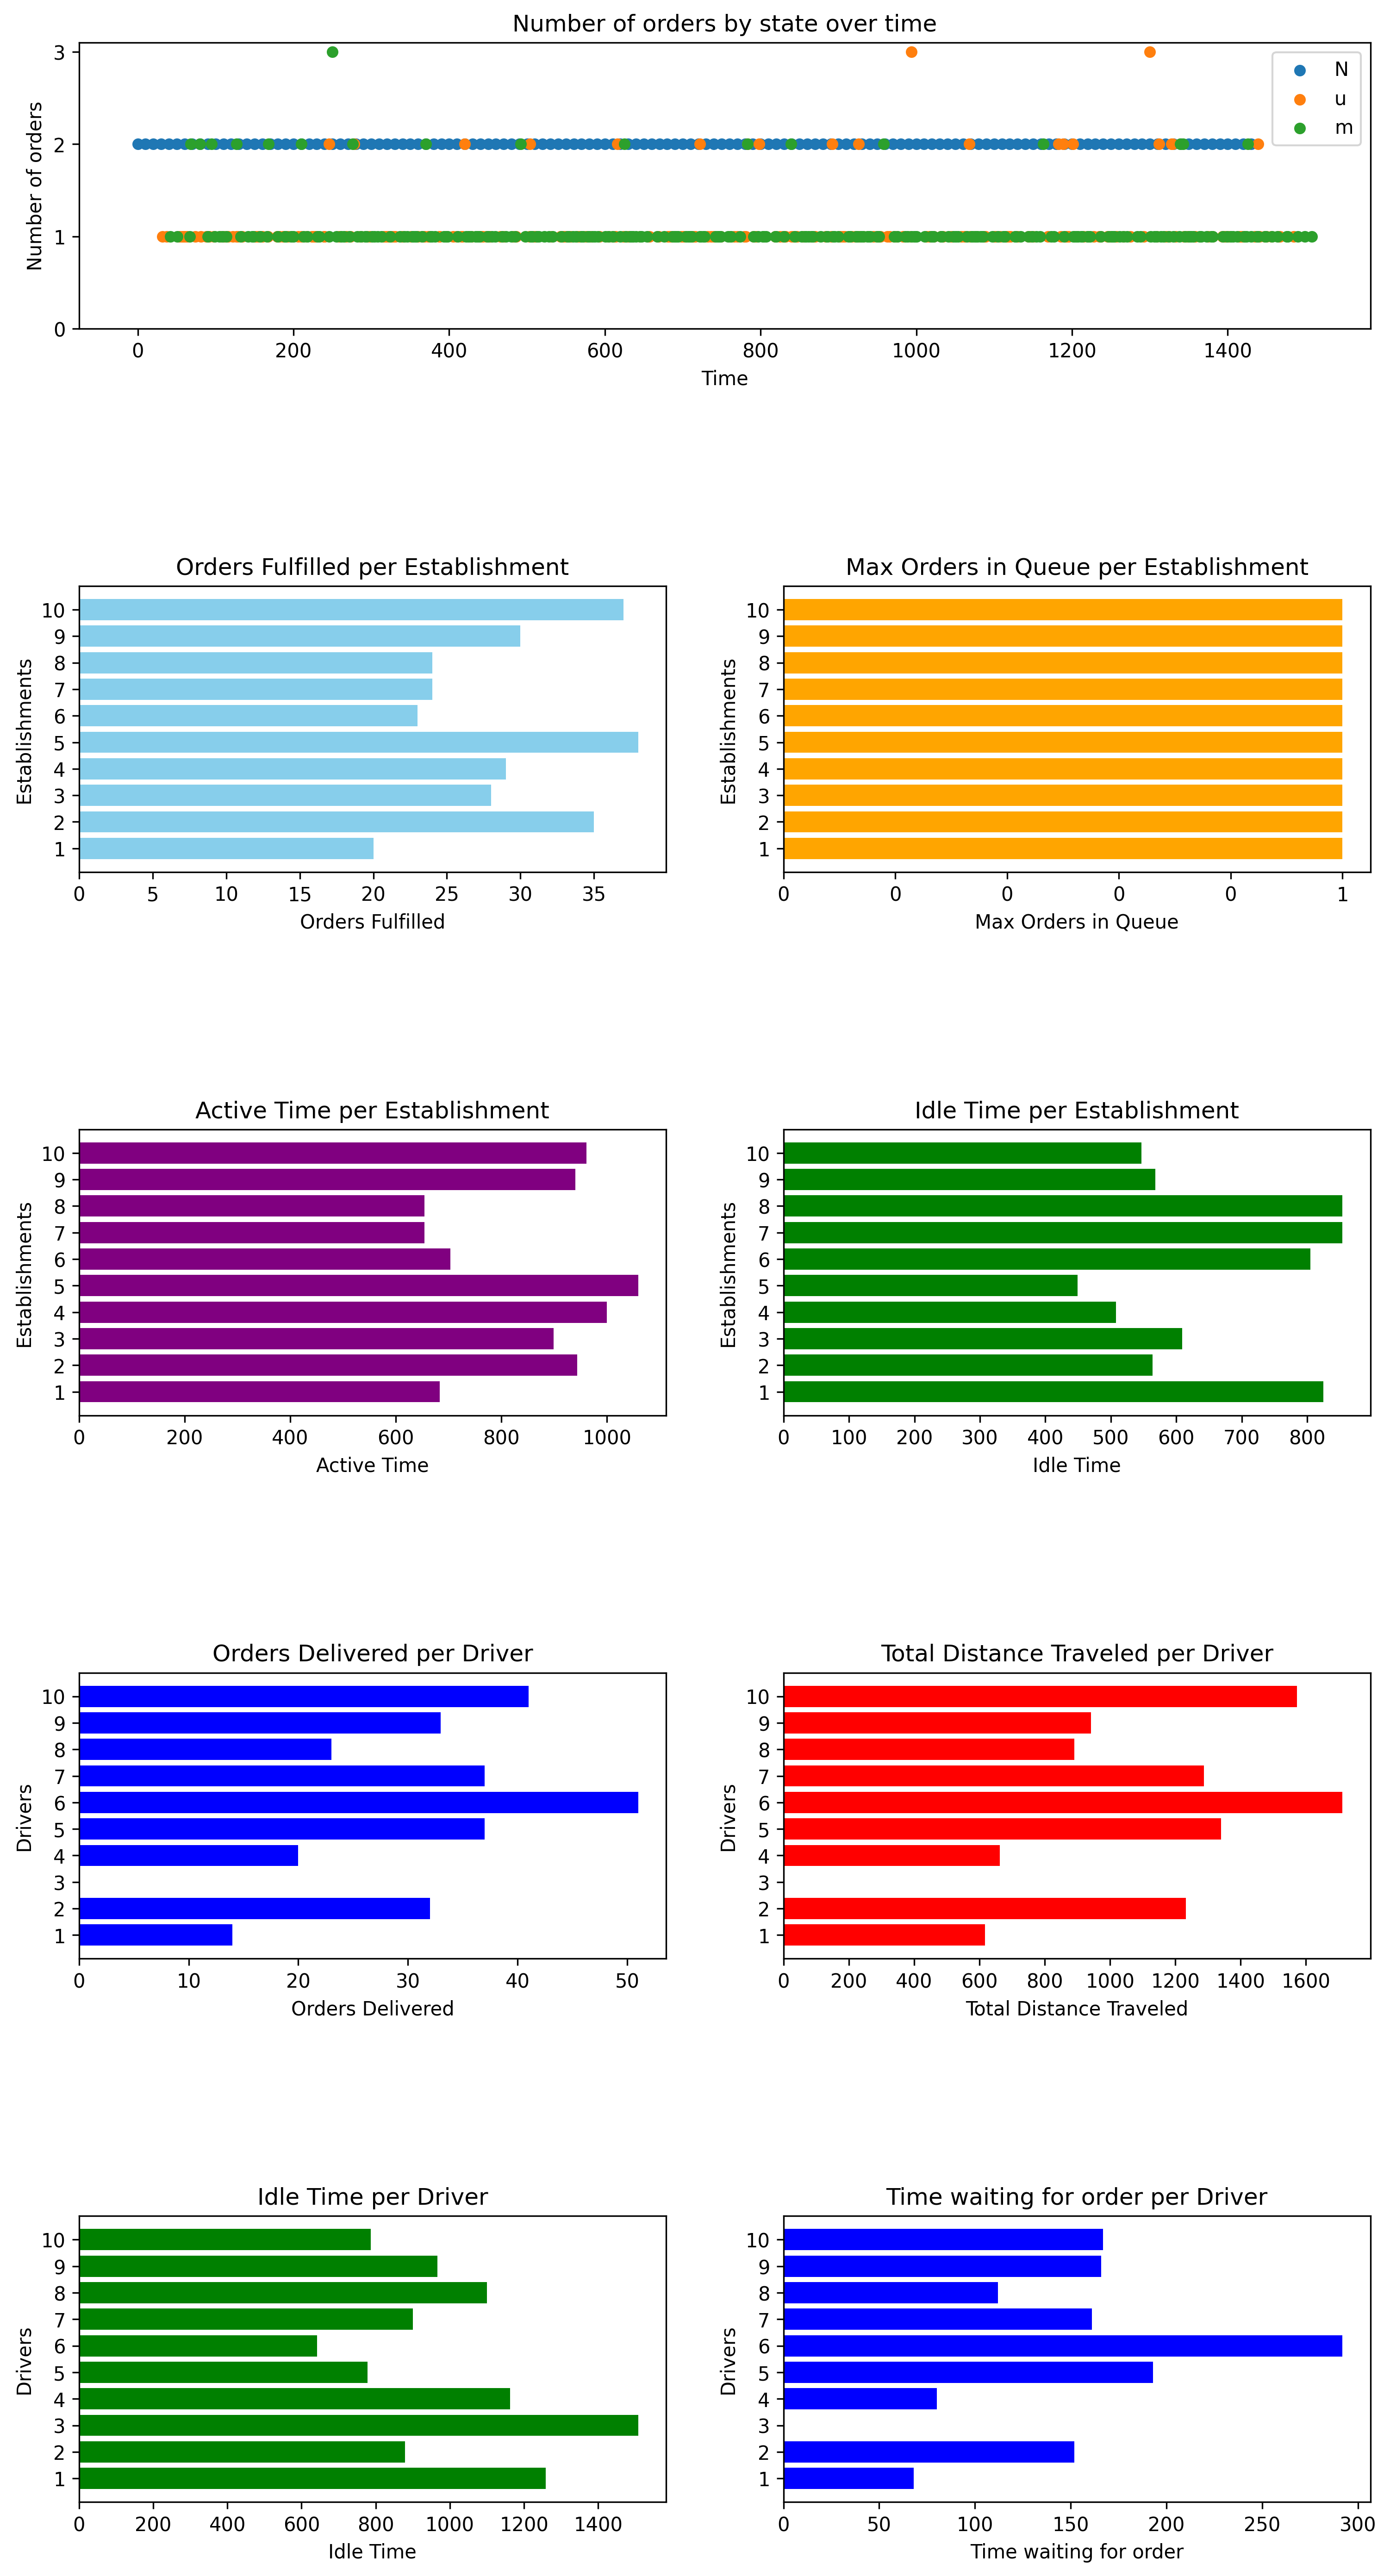 Number of orders by state over time
Number of orders
3
2
1
0
N
u
m
0 200 400 600 800 1000 1200 1400
Time
Orders Fulfilled per Establishment
Establishments
10
9
8
7
6
5
4
3
2
1
0 5 10 15 20 25 30 35
Orders Fulfilled
Max Orders in Queue per Establishment
Establishments
10
9
8
7
6
5
4
3
2
1
0 0 0 0 0 1
Max Orders in Queue
Active Time per Establishment
Establishments
10
9
8
7
6
5
4
3
2
1
0 200 400 600 800 1000
Active Time
Idle Time per Establishment
Establishments
10
9
8
7
6
5
4
3
2
1
0 100 200 300 400 500 600 700 800
Idle Time
Orders Delivered per Driver
Drivers
10
9
8
7
6
5
4
3
2
1
0 10 20 30 40 50
Orders Delivered
Total Distance Traveled per Driver
Drivers
10
9
8
7
6
5
4
3
2
1
0 200 400 600 800 1000 1200 1400 1600
Total Distance Traveled
Idle Time per Driver
Drivers
10
9
8
7
6
5
4
3
2
1
0 200 400 600 800 1000 1200 1400
Idle Time
Time waiting for order per Driver
Drivers
10
9
8
7
6
5
4
3
2
1
0 50 100 150 200 250 300
Time waiting for order